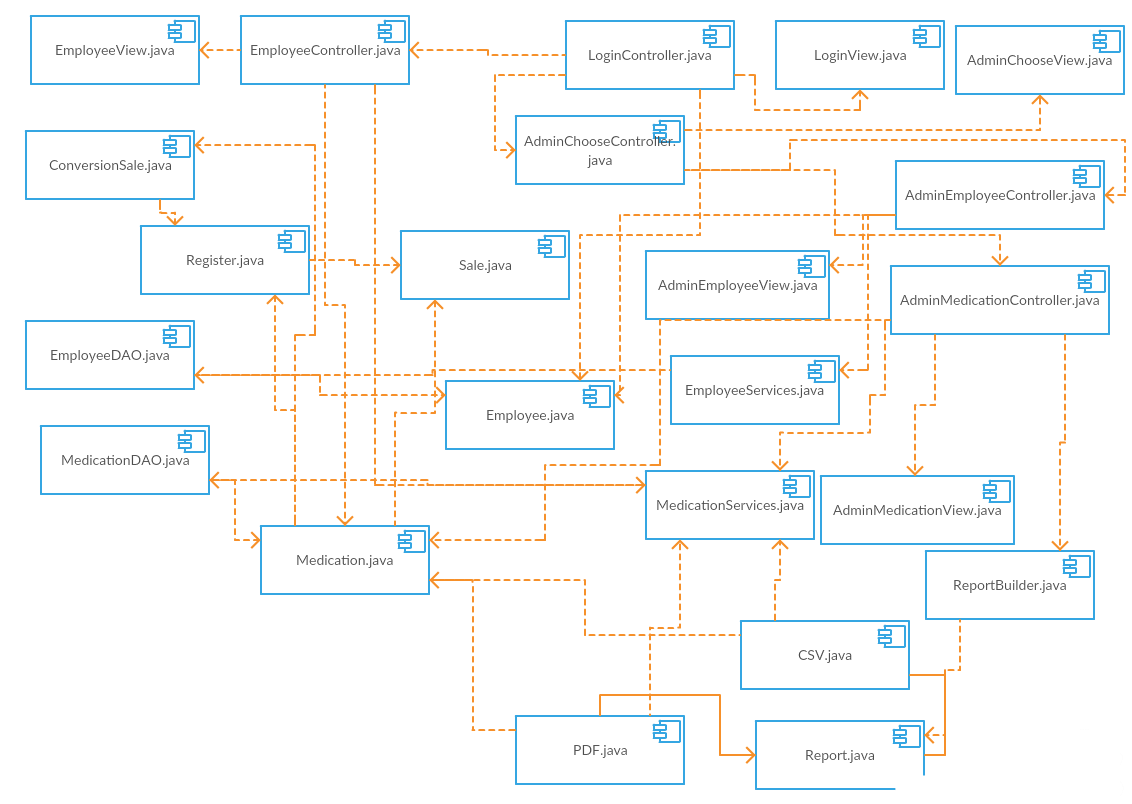 EmployeeView.java
EmployeeController.java
LoginController.java
LoginView.java
AdminChooseView.java
AdminChooseController.
java
ConversionSale.java
AdminEmployeeController.java
Register.java
Sale.java
AdminEmployeeView.java
AdminMedicationController.java
EmployeeDAO.java
EmployeeServices.java
Employee.java
MedicationDAO.java
MedicationServices.java
AdminMedicationView.java
Medication.java
ReportBuilder.java
CSV.java
PDF.java
Report.java